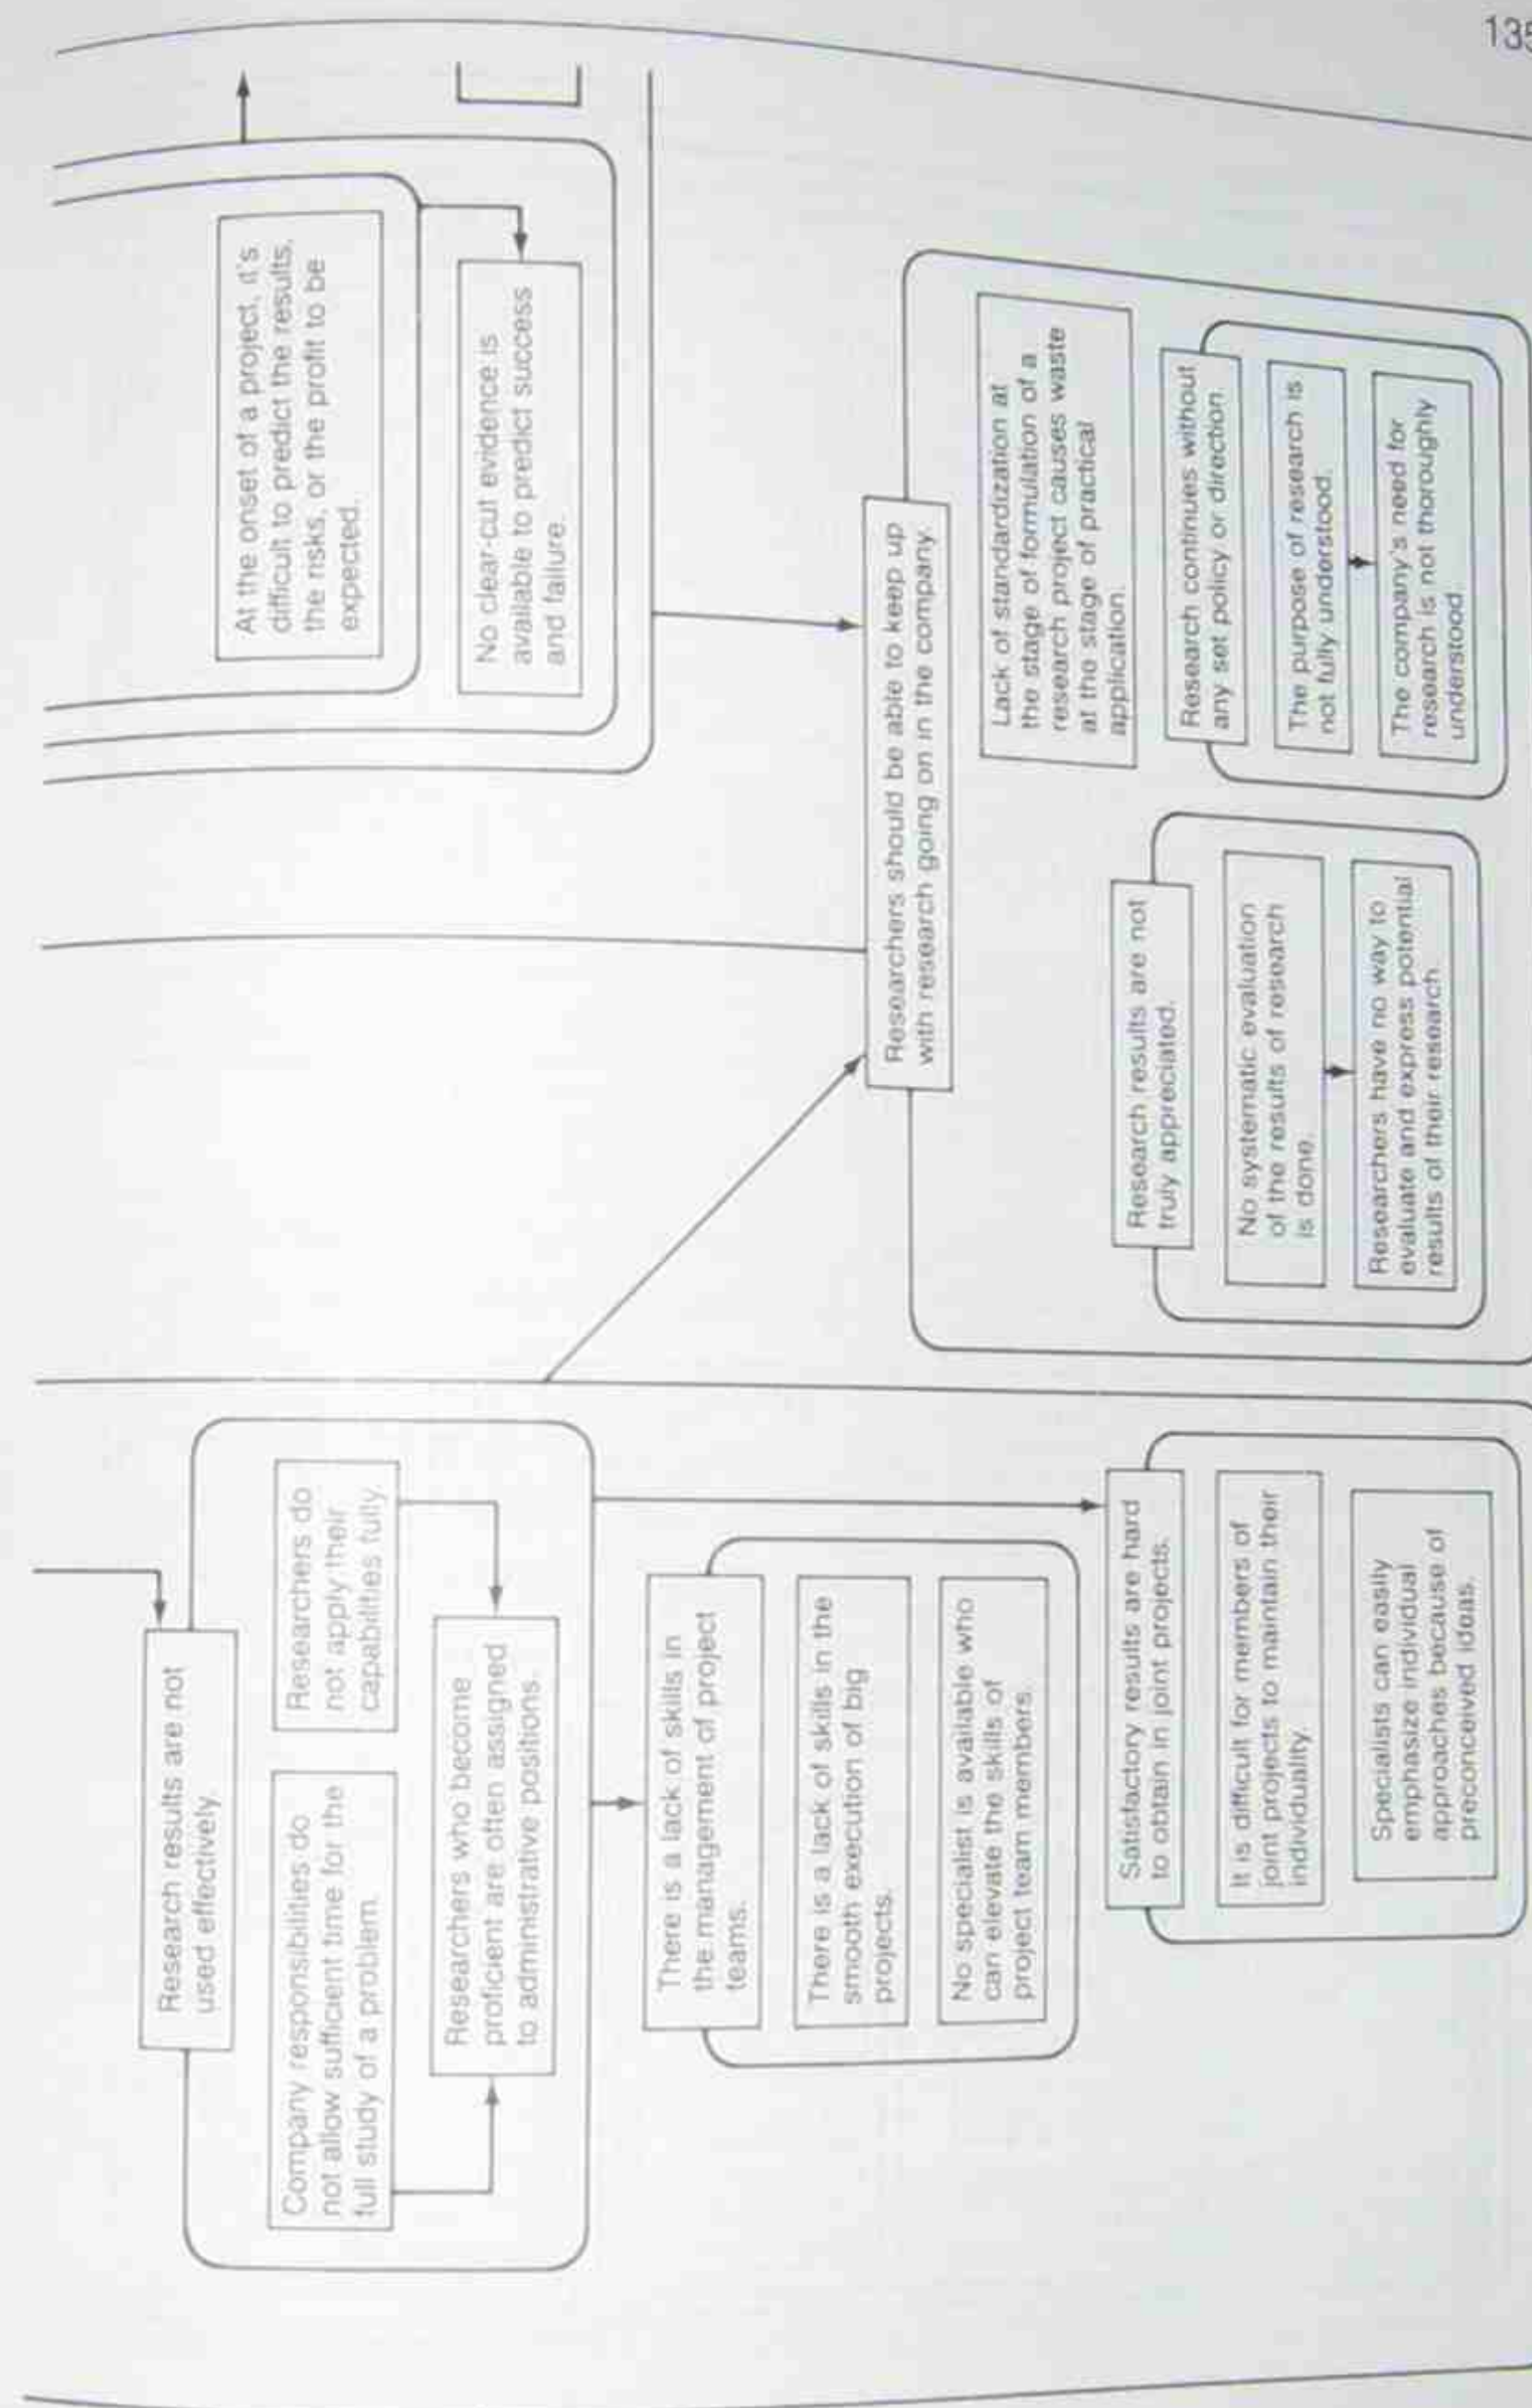 135
Research results are not
used effectively.
Company responsibilities do
not allow sufficient time for the
full study of a problem.
Researchers do
not apply their
capabilities fully.
Researchers who become
proficient are often assigned
to administrative positions.
There is a lack of skills in
the management of project
teams.
There is a lack of skills in the
smooth execution of big
projects.
No specialist is available who
can elevate the skills of
project team members.
Satisfactory results are hard
to obtain in joint projects.
It is difficult for members of
joint projects to maintain their
individuality.
Specialists can easily
emphasize individual
approaches because of
preconceived ideas.
At the onset of a project, it's
difficult to predict the results,
the risks, or the profit to be
expected.
No clear-cut evidence is
available to predict success
and failure.
Researchers should be able to keep up
with research going on in the company.
Research results are not
truly appreciated.
No systematic evaluation
of the results of research
is done.
Researchers have no way to
evaluate and express potential
results of their research.
Lack of standardization at
the stage of formulation of a
research project causes waste
at the stage of practical
application.
Research continues without
any set policy or direction.
The purpose of research is
not fully understood.
The company's need for
research is not thoroughly
understood.